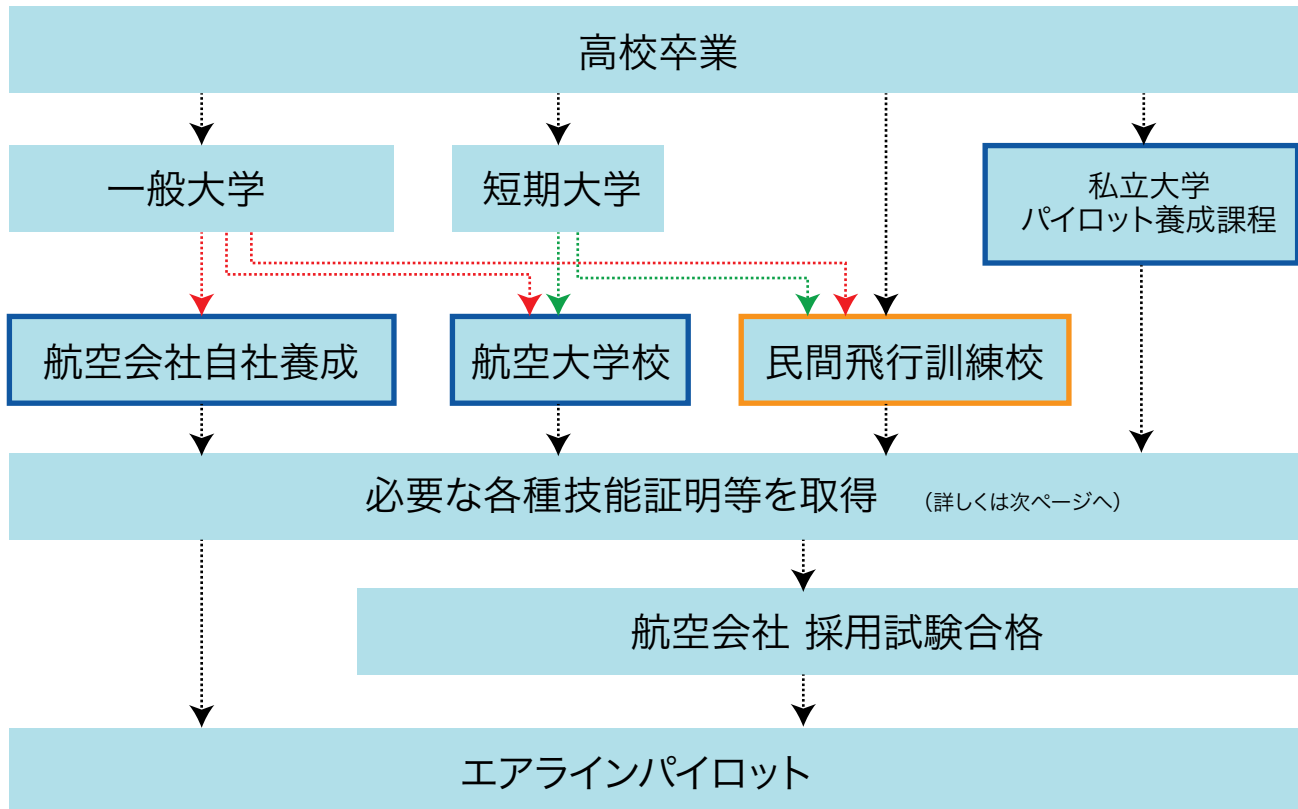 高校卒業
一般大学
短期大学
私立大学
パイロット養成課程
航空会社自社養成
航空大学校
民間飛行訓練校
必要な各種技能証明等を取得 （詳しくは次ページへ）
航空会社 採用試験合格
エアラインパイロット